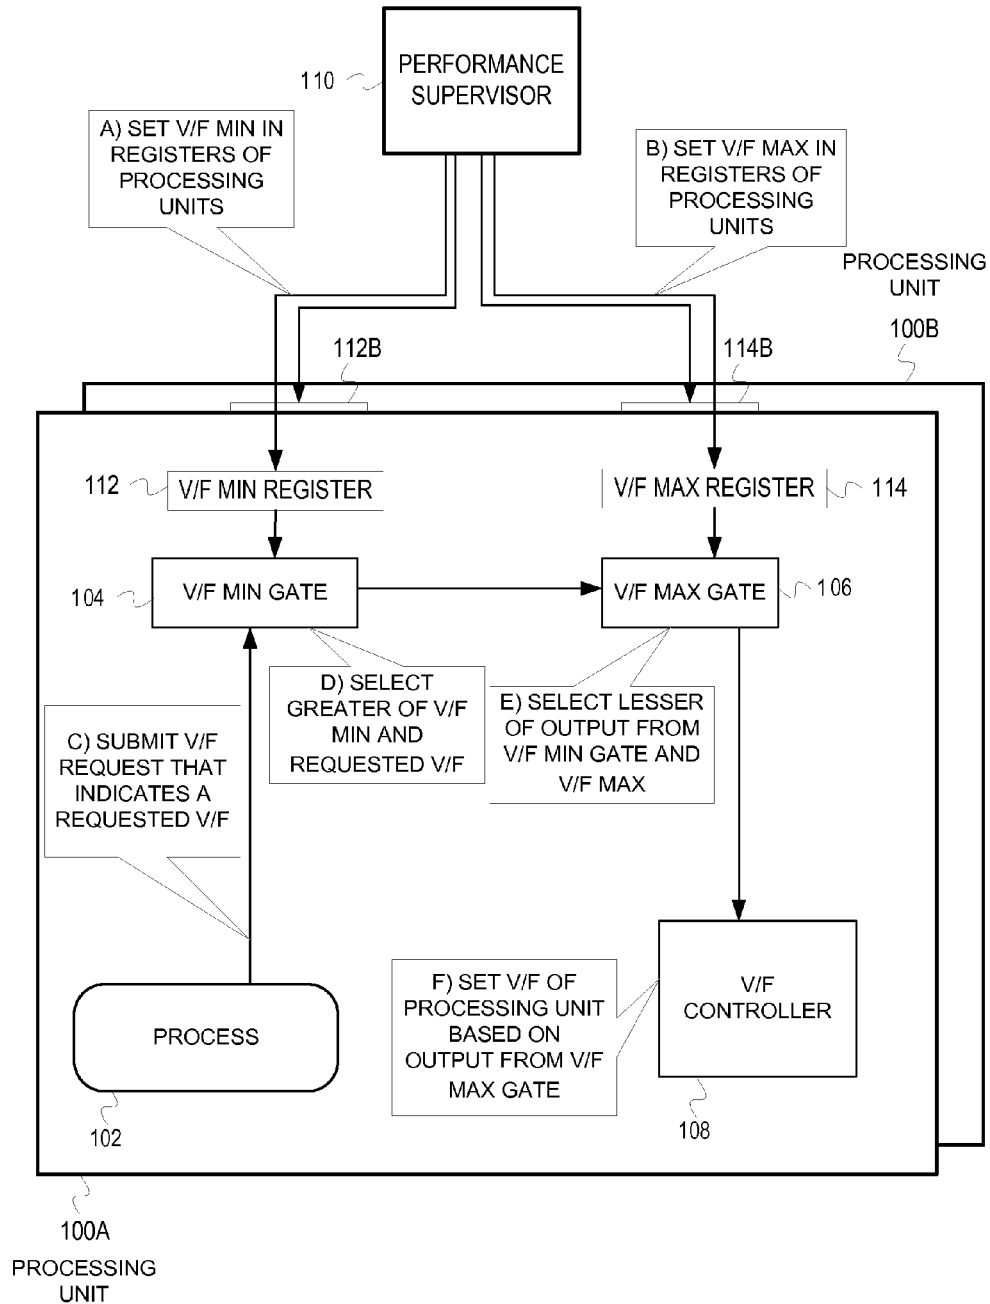 PERFORMANCE
SUPERVISOR
110
A) SET V/F MIN IN
REGISTERS OF
PROCESSING
UNITS
B) SET V/F MAX IN
REGISTERS OF
PROCESSING
UNITS
PROCESSING
UNIT
100B
112B
114B
112
V/F MIN REGISTER
V/F MAX REGISTER
114
104
V/F MIN GATE
V/F MAX GATE
106
D) SELECT
GREATER OF V/F
MIN AND
REQUESTED V/F
E) SELECT LESSER
OF OUTPUT FROM
V/F MIN GATE AND
V/F MAX
C) SUBMIT V/F
REQUEST THAT
INDICATES A
REQUESTED V/F
F) SET V/F OF
PROCESSING UNIT
BASED ON
OUTPUT FROM V/F
MAX GATE
V/F
CONTROLLER
PROCESS
102
108
100A
PROCESSING
UNIT